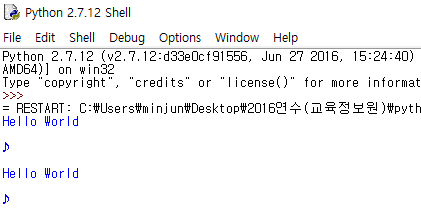 Python 2.7.12 Shell
File Edit Shell Debug Options Window Help
Python 2.7.12 (v2.7.12:d33e0cf91556, Jun 27 2016, 15:24:40)
AMD64)] on win32
Type "copyright", "credits" or "license()" for more informat
>>>
= RESTART: C:₩Users₩minjun₩Desktop₩2016연수(교육정보원)₩pyth
Hello World
♪
Hello World
♪